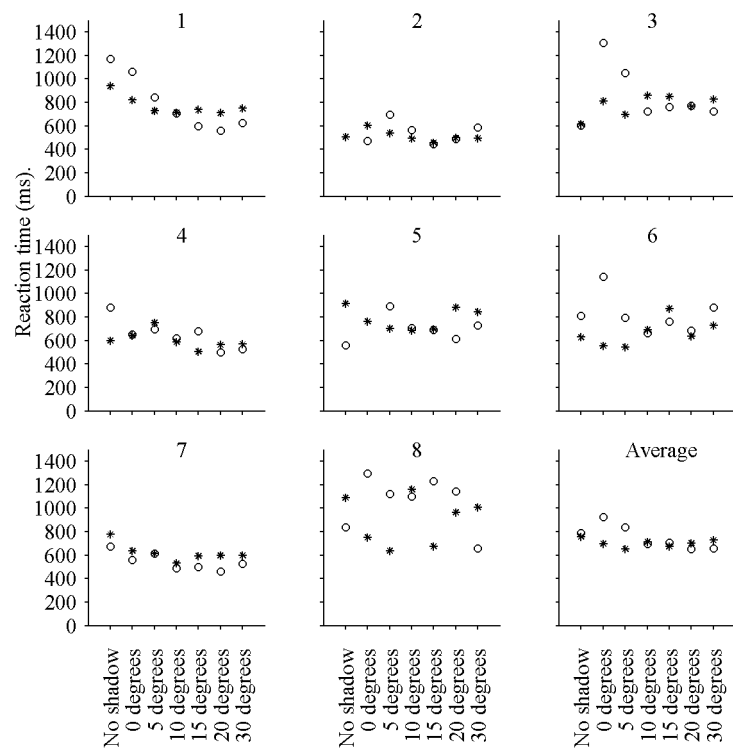 Reaction time (ms).
1
2
3
1400
1200
1000
800
600
400
200
0
4
5
6
1400
1200
1000
800
600
400
200
0
7
8
Average
1400
1200
1000
800
600
400
200
0
No shadow
0 degrees
5 degrees
10 degrees
15 degrees
20 degrees
30 degrees
No shadow
0 degrees
5 degrees
10 degrees
15 degrees
20 degrees
30 degrees
No shadow
0 degrees
5 degrees
10 degrees
15 degrees
20 degrees
30 degrees